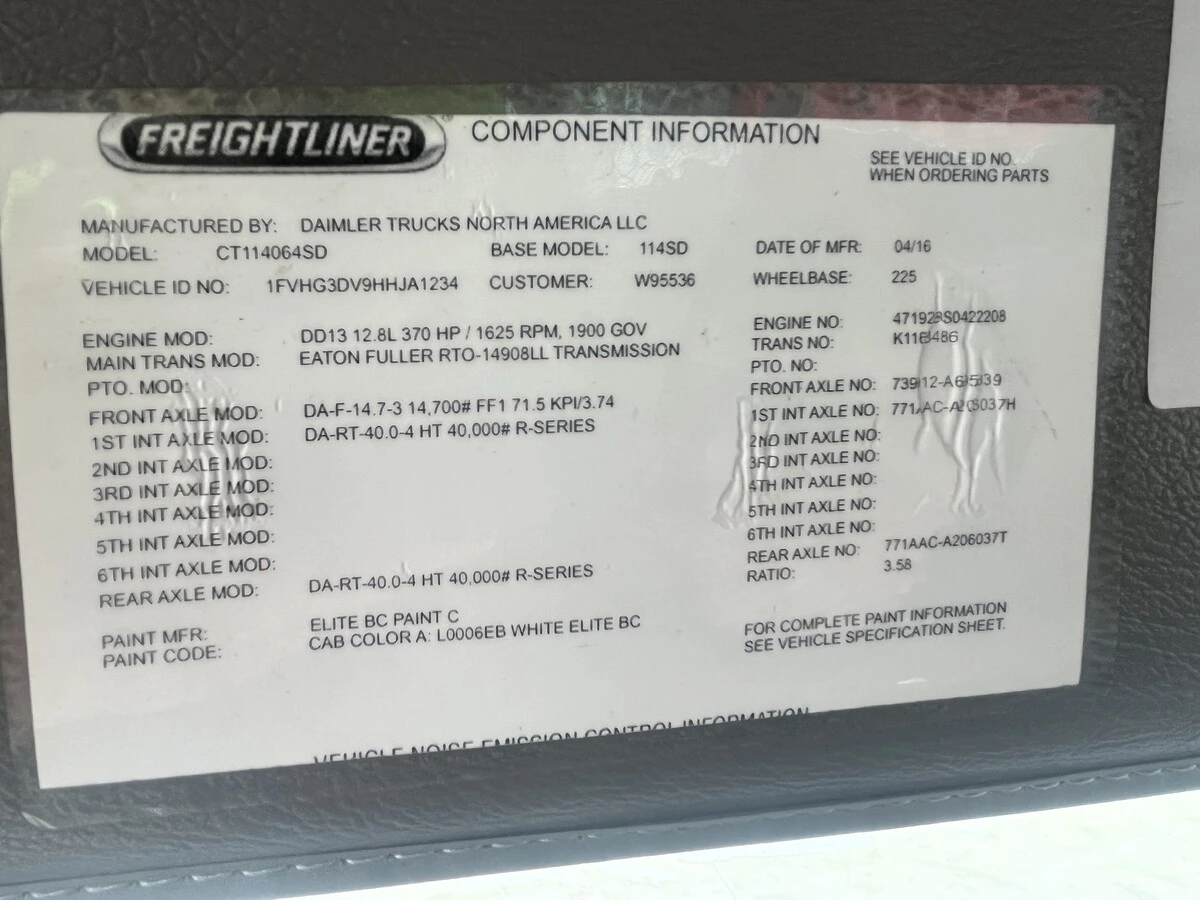 FREIGHTLINER COMPONENT INFORMATION
SEE VEHICLE ID NO.
WHEN ORDERING PARTS
MANUFACTURED BY: DAIMLER TRUCKS NORTH AMERICA LLC
MODEL: CT114064SD BASE MODEL: 114SD DATE OF MFR: 04/16
VEHICLE ID NO: 1FVHG3DV9HHJA1234 CUSTOMER: W95536 WHEELBASE: 225
ENGINE MOD: DD13 12.8L 370 HP / 1625 RPM, 1900 GOV ENGINE NO:
MAIN TRANS MOD: EATON FULLER RTO-14908LL TRANSMISSION TRANS NO:
PTO. MOD: PTO. NO:
FRONT AXLE MOD: DA-F-14.7-3 14,700# FF1 71.5 KPI/3.74 FRONT AXLE NO:
1ST INT AXLE MOD: DA-RT-40.0-4 HT 40,000# R-SERIES 1ST INT AXLE NO:
2ND INT AXLE MOD: 2ND INT AXLE NO:
3RD INT AXLE MOD: 3RD INT AXLE NO:
4TH INT AXLE MOD: 4TH INT AXLE NO:
5TH INT AXLE MOD: 5TH INT AXLE NO:
6TH INT AXLE MOD: 6TH INT AXLE NO:
REAR AXLE MOD: DA-RT-40.0-4 HT 40,000# R-SERIES REAR AXLE NO: 771AAC-A206037T
RATIO: 3.58
PAINT MFR: ELITE BC PAINT C
PAINT CODE: CAB COLOR A: L0006EB WHITE ELITE BC
FOR COMPLETE PAINT INFORMATION
SEE VEHICLE SPECIFICATION SHEET.
VEHICLE NOISE EMISSION CONTROL INFORMATION